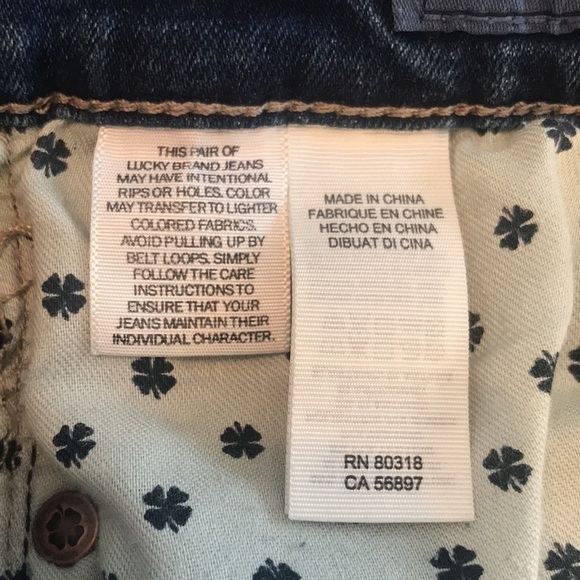 THIS PAIR OF
LUCKY BRAND JEANS
MAY HAVE INTENTIONAL
RIPS OR HOLES. COLOR
MAY TRANSFER TO LIGHTER
COLORED FABRICS.
AVOID PULLING UP BY
BELT LOOPS. SIMPLY
FOLLOW THE CARE
INSTRUCTIONS TO
ENSURE THAT YOUR
JEANS MAINTAIN THEIR
INDIVIDUAL CHARACTER.
MADE IN CHINA
FABRIQUE EN CHINE
HECHO EN CHINA
DIBUAT DI CINA
RN 80318
CA 56897